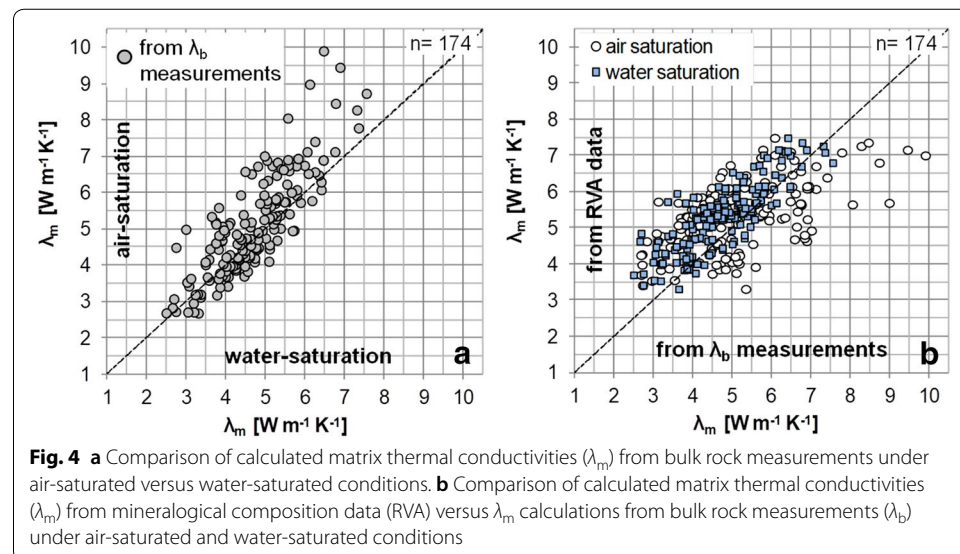 from λb
measurements
n= 174
10
9
8
7
6
5
4
3
2
1
λm [W m-1 K-1]
air-saturation
water-saturation
a
1 2 3 4 5 6 7 8 9 10
λm [W m-1 K-1]
air saturation
water saturation
n= 174
10
9
8
7
6
5
4
3
2
1
λm [W m-1 K-1]
from RVA data
from λb measurements
b
1 2 3 4 5 6 7 8 9 10
λm [W m-1 K-1]
Fig. 4 a Comparison of calculated matrix thermal conductivities (λm) from bulk rock measurements under
air-saturated versus water-saturated conditions. b Comparison of calculated matrix thermal conductivities
(λm) from mineralogical composition data (RVA) versus λm calculations from bulk rock measurements (λb)
under air-saturated and water-saturated conditions